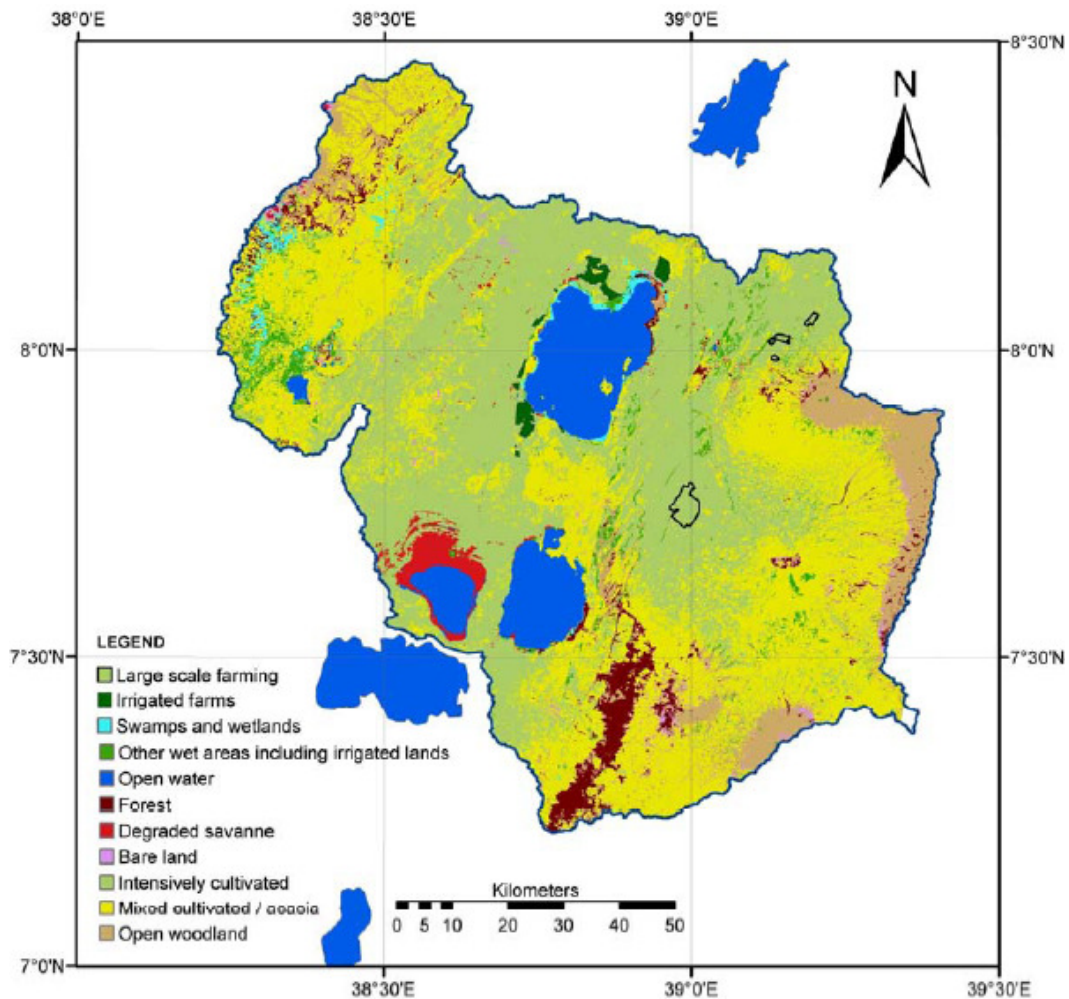 38°0'E 38°30'E 39°0'E
8°30'N
N
8°0'N 8°0'N
LEGEND
7°30'N 7°30'N
Large scale farming
Irrigated farms
Swamps and wetlands
Other wet areas including irrigated lands
Open water
Forest
Degraded savanne
Bare land
Intensively cultivated
Mixed cultivated / acacia
Open woodland
Kilometers
0 5 10 20 30 40 50
7°0'N
38°30'E 39°0'E 39°30'E